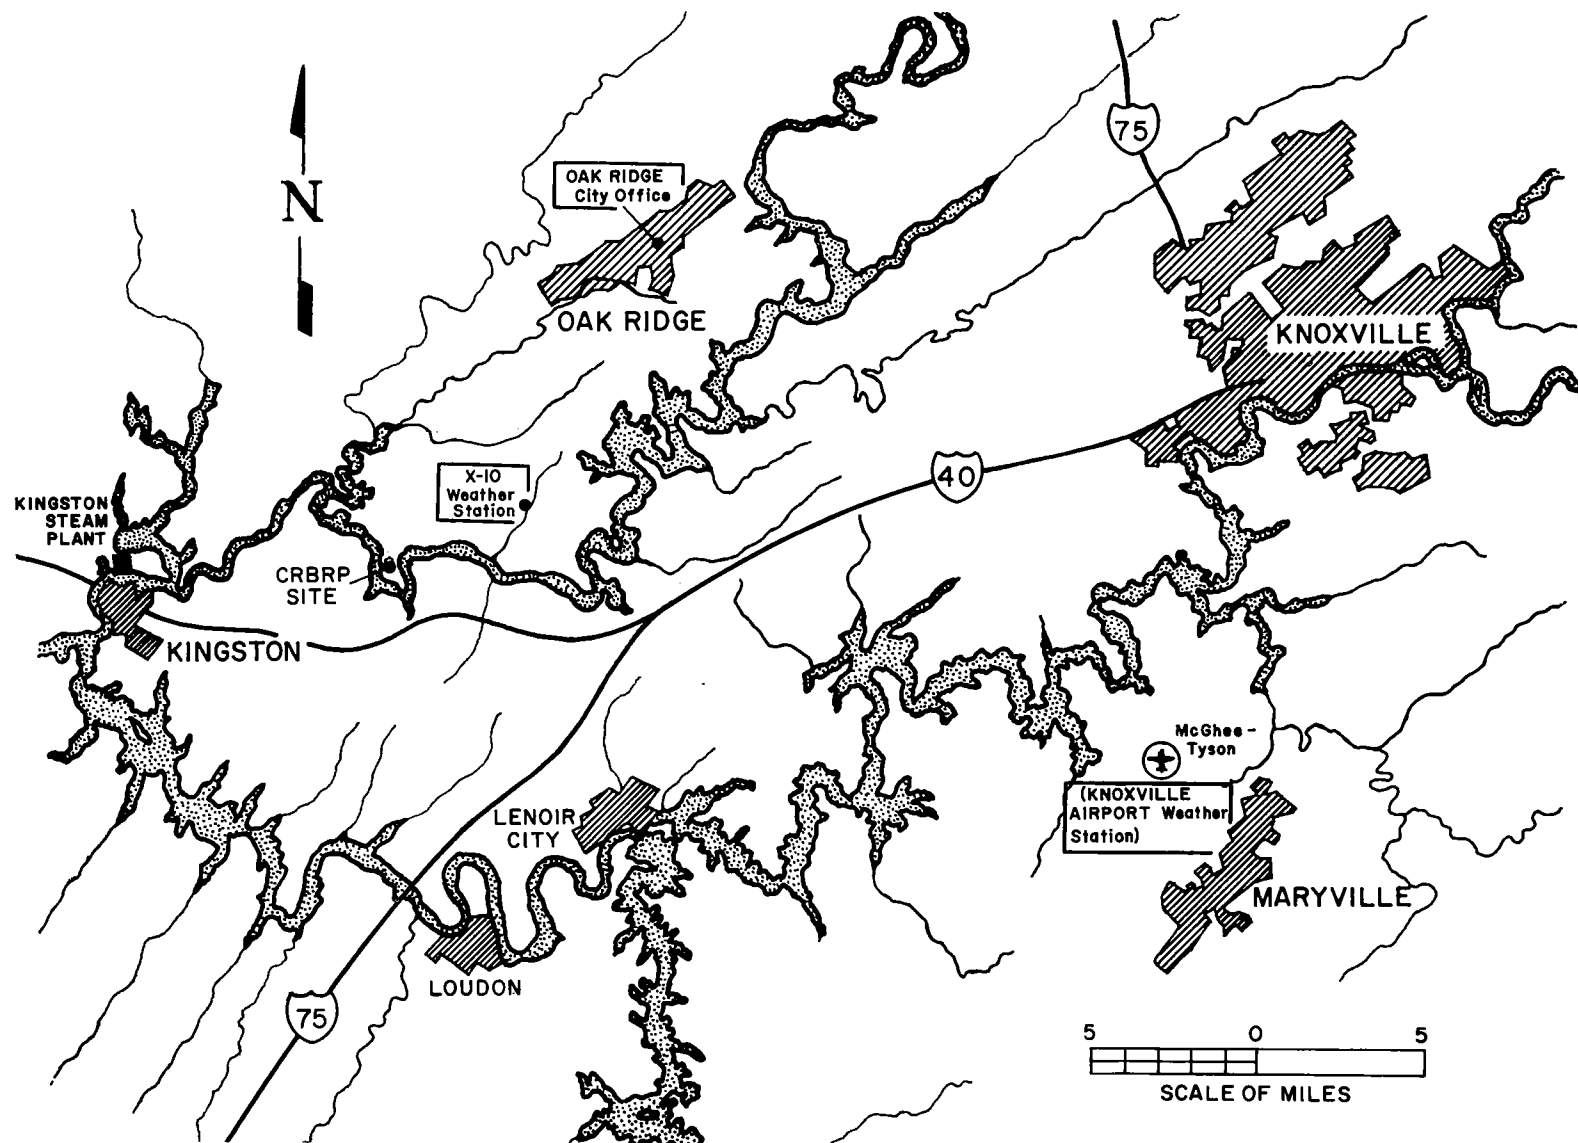 75
N
OAK RIDGE
City Office
OAK RIDGE
KNOXVILLE
X-10
Weather
Station
40
KINGSTON
STEAM
PLANT
CRBRP
SITE
KINGSTON
McGhee-
Tyson
(KNOXVILLE
AIRPORT Weather
Station)
LENOIR
CITY
MARYVILLE
LOUDON
75
5 0 5
SCALE OF MILES